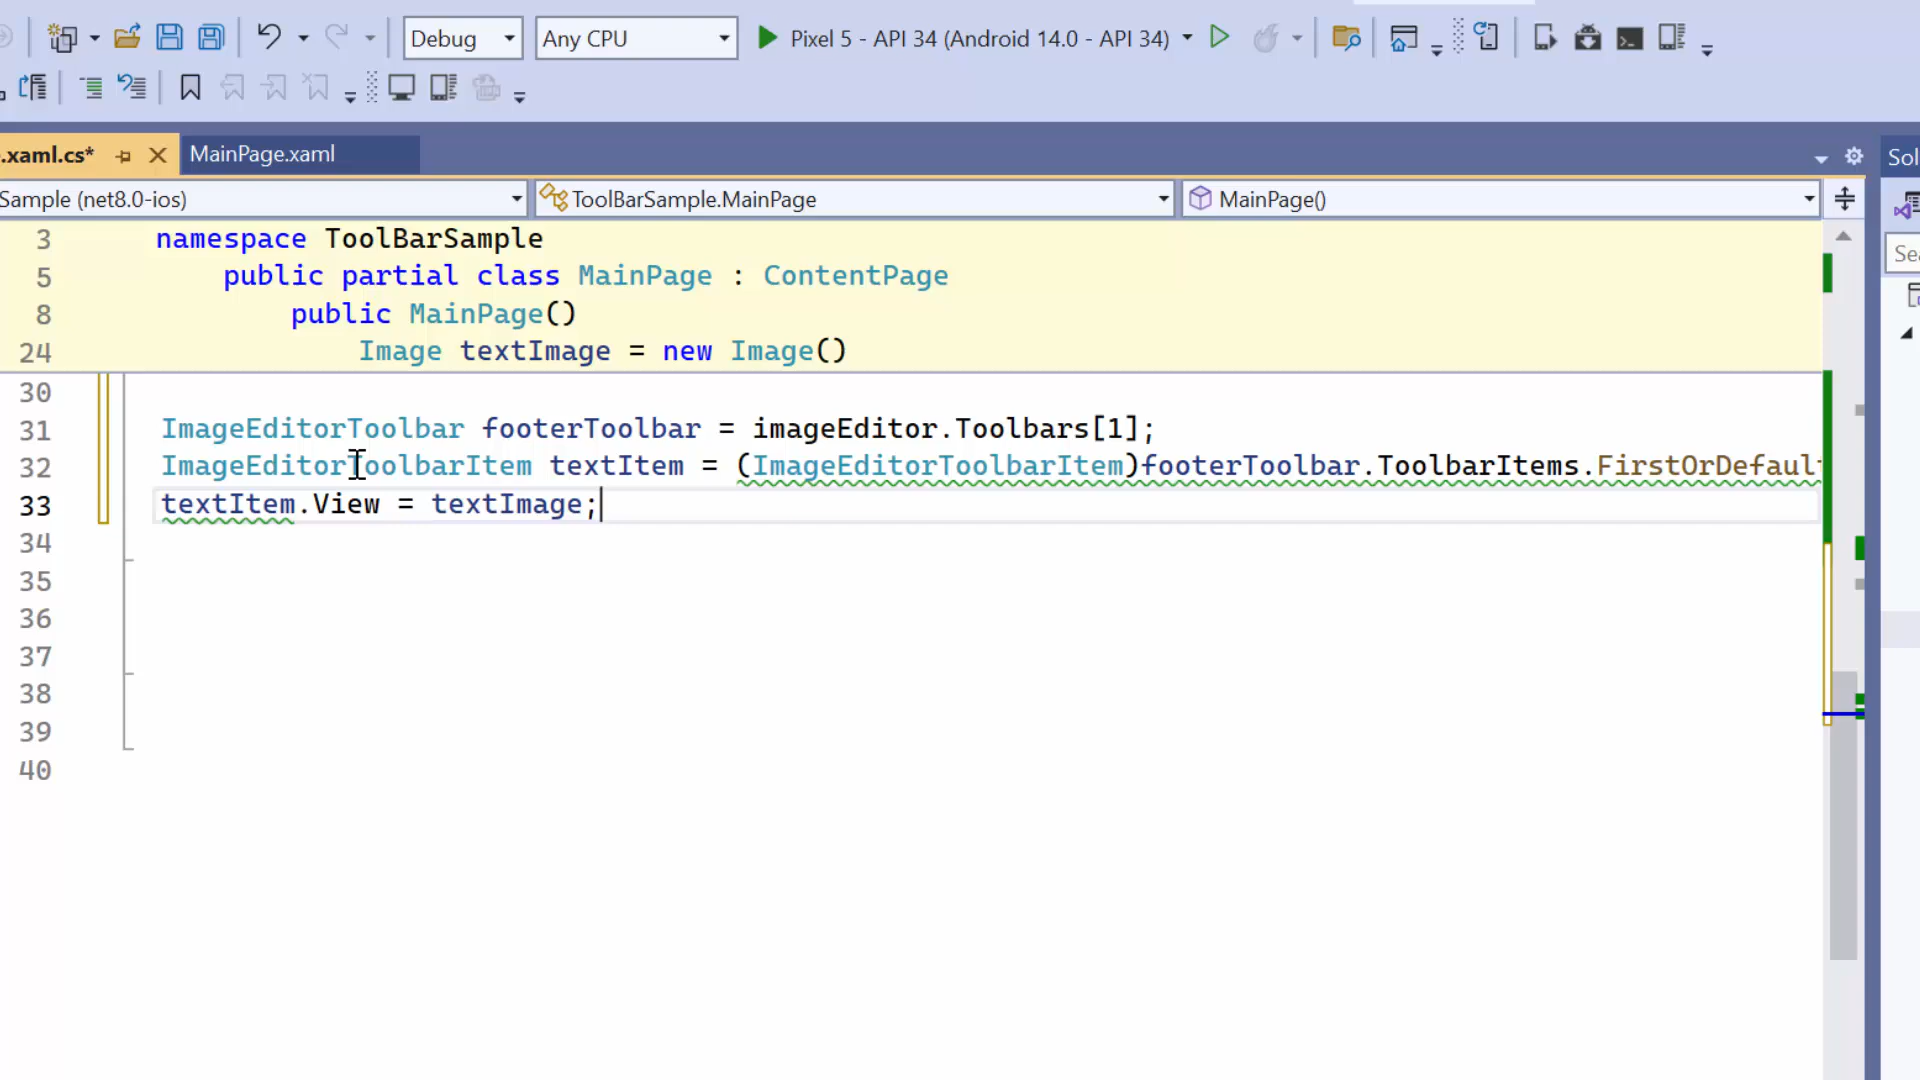 Debug
Any CPU
Pixel 5 - API 34 (Android 14.0 - API 34)
.xaml.cs*
MainPage.xaml
Sol
Sample (net8.0-ios)
ToolBarSample.MainPage
MainPage()
Sea
3 namespace ToolBarSample
5 public partial class MainPage : ContentPage
8 public MainPage()
24 Image textImage = new Image()
30
31 ImageEditorToolbar footerToolbar = imageEditor.Toolbars[1];
32 ImageEditorToolbarItem textItem = (ImageEditorToolbarItem)footerToolbar.ToolbarItems.FirstOrDefault
33 textItem.View = textImage;
34
35
36
37
38
39
40